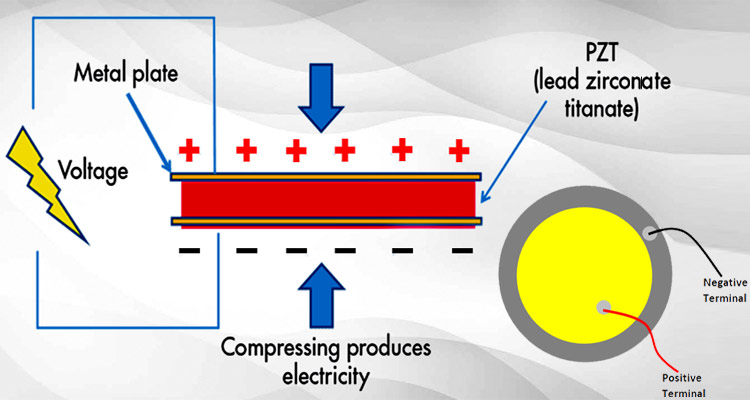 Metal plate
PZT
(lead zirconate
titanate)
+ + + + + +
Voltage
- - - - - -
Negative
Terminal
Compressing produces
electricity
Positive
Terminal